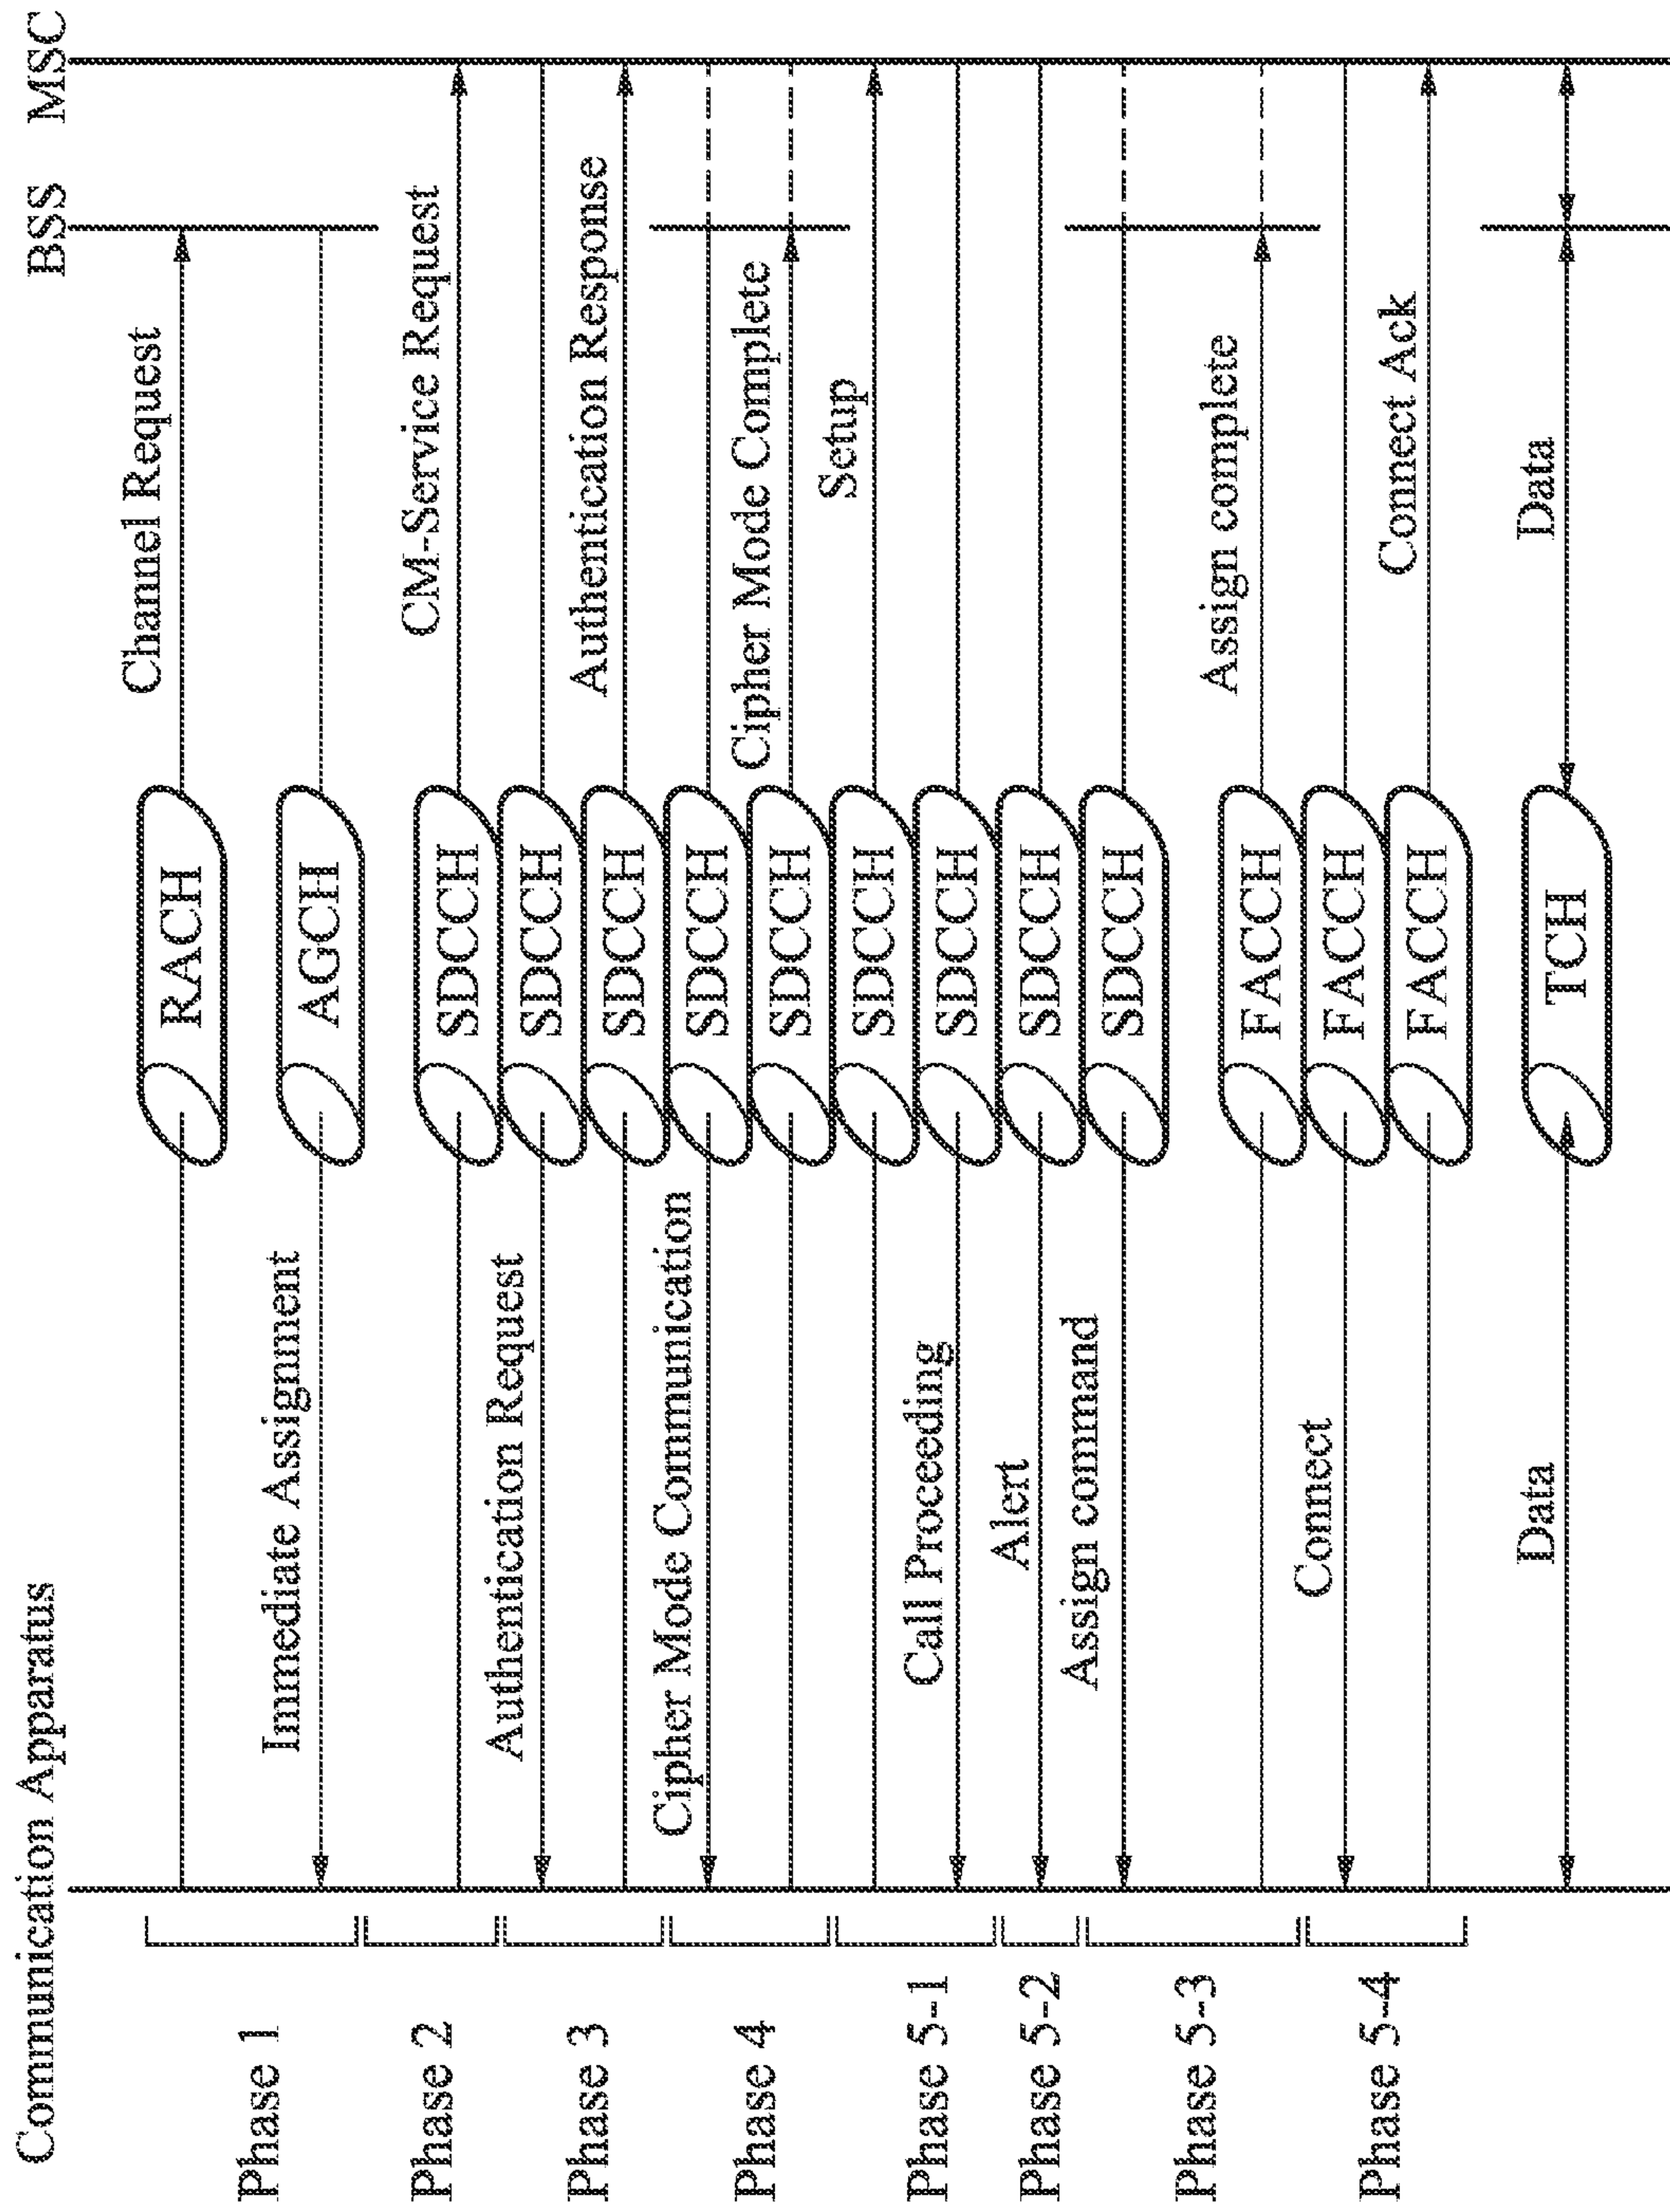 Communication Apparatus
BSS
MSC
Phase 1
RACH
Channel Request
Immediate Assignment
AGCH
Phase 2
SDCCH
CM-Service Request
Phase 3
Authentication Request
SDCCH
SDCCH
Authentication Response
Phase 4
Cipher Mode Communication
SDCCH
SDCCH
Cipher Mode Complete
Phase 5-1
SDCCH
Setup
Call Proceeding
SDCCH
Phase 5-2
Alert
SDCCH
Phase 5-3
Assign command
SDCCH
FACCH
Assign complete
Phase 5-4
Connect
FACCH
FACCH
Connect Ack
Data
TCH
Data